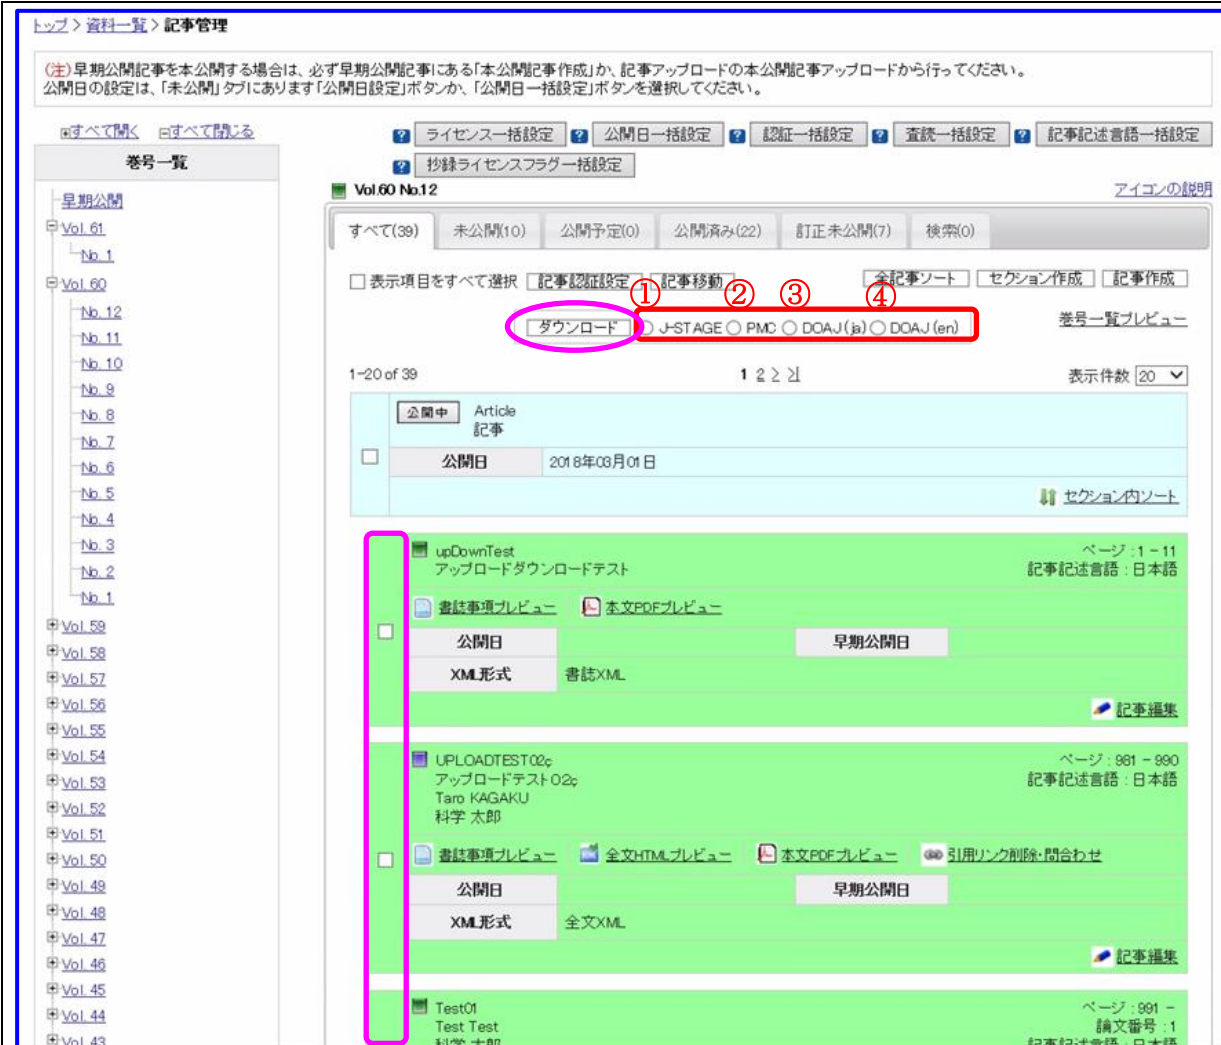 トップ > 資料一覧 > 記事管理
(注)早期公開記事を本公開する場合は、必ず早期公開記事にある「本公開記事作成」か、記事アップロードの本公開記事アップロードから行ってください。
公開日の設定は、「未公開」タブにあります「公開日設定」ボタンか、「公開日一括設定」ボタンを選択してください。
すべて開く すべて閉じる
巻号一覧
早期公開
Vol. 61
No. 1
Vol. 60
No. 12
No. 11
No. 10
No. 9
No. 8
No. 7
No. 6
No. 5
No. 4
No. 3
No. 2
No. 1
Vol. 59
Vol. 58
Vol. 57
Vol. 56
Vol. 55
Vol. 54
Vol. 53
Vol. 52
Vol. 51
Vol. 50
Vol. 49
Vol. 48
Vol. 47
Vol. 46
Vol. 45
Vol. 44
Vol. 43
? ライセンス一括設定 ? 公開日一括設定 ? 認証一括設定 ? 査読一括設定 ? 記事記述言語一括設定
? 抄録ライセンスフラグ一括設定
Vol.60 No.12 アイコンの説明
すべて(39) 未公開(10) 公開予定(0) 公開済み(22) 訂正未公開(7) 検索(0)
表示項目をすべて選択 記事認証設定 記事移動 全記事ソート セクション作成 記事作成
① ② ③ ④
ダウンロード J-STAGE PMC DOAJ(ja) DOAJ(en) 巻号一覧プレビュー
1-20 of 39 1 2 > >| 表示件数 20
公開中 Article
記事
公開日 2018年03月01日
セクション内ソート
upDownTest ページ : 1 - 11
アップロードダウンロードテスト 記事記述言語 : 日本語
書誌事項プレビュー 本文PDFプレビュー
公開日 早期公開日
XML形式 書誌XML
記事編集
UPLOADTEST02ç ページ : 981 - 990
アップロードテスト02ç 記事記述言語 : 日本語
Taro KAGAKU
科学 太郎
書誌事項プレビュー 全文HTMLプレビュー 本文PDFプレビュー 引用リンク削除・問合わせ
公開日 早期公開日
XML形式 全文XML
記事編集
Test01 ページ : 991 -
Test Test 論文番号 : 1
科学 太郎 記事記述言語 : 日本語